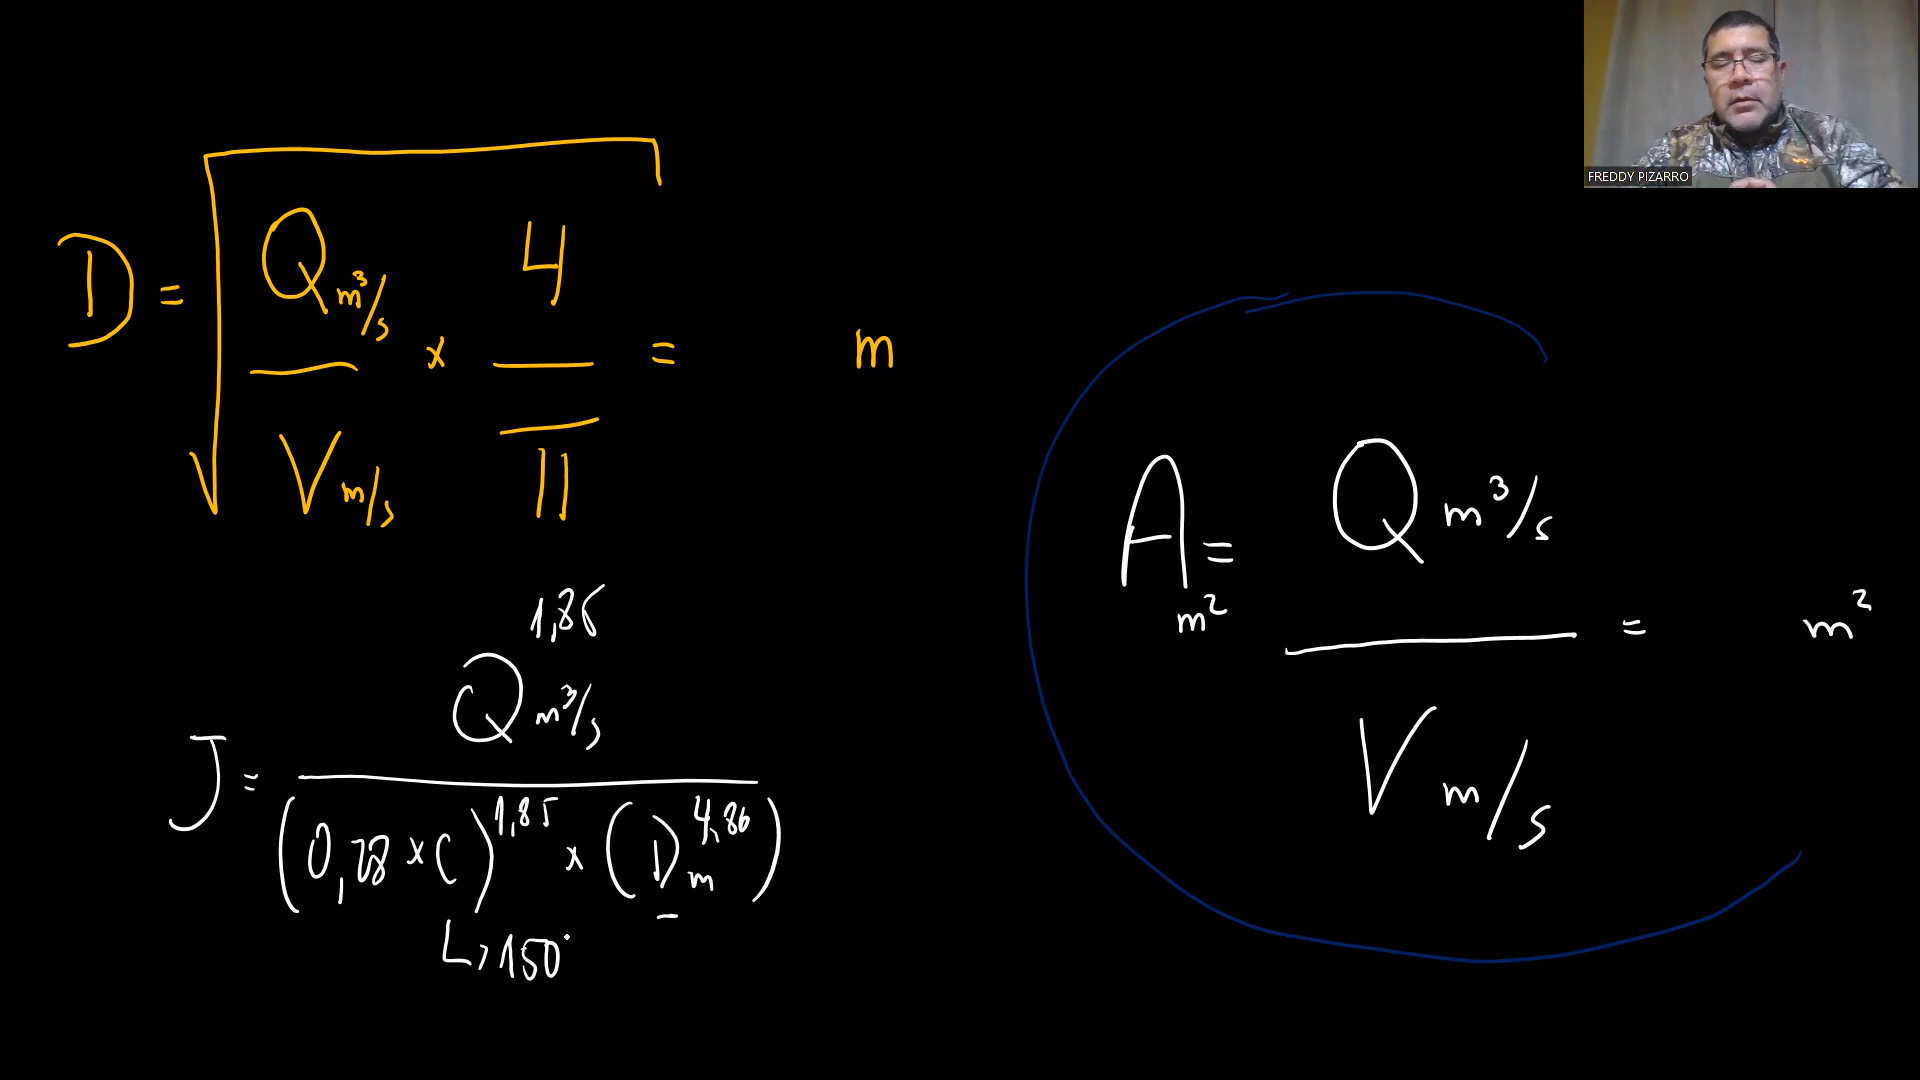 FREDDY PIZARRO
D = √ Q m³/s / V m/s x 4 / π = m
A m² = Q m³/s / V m/s = m²
J = Q m³/s 1,85 / (0,28 x C) 1,85 x (D m 4,86)
L> 150